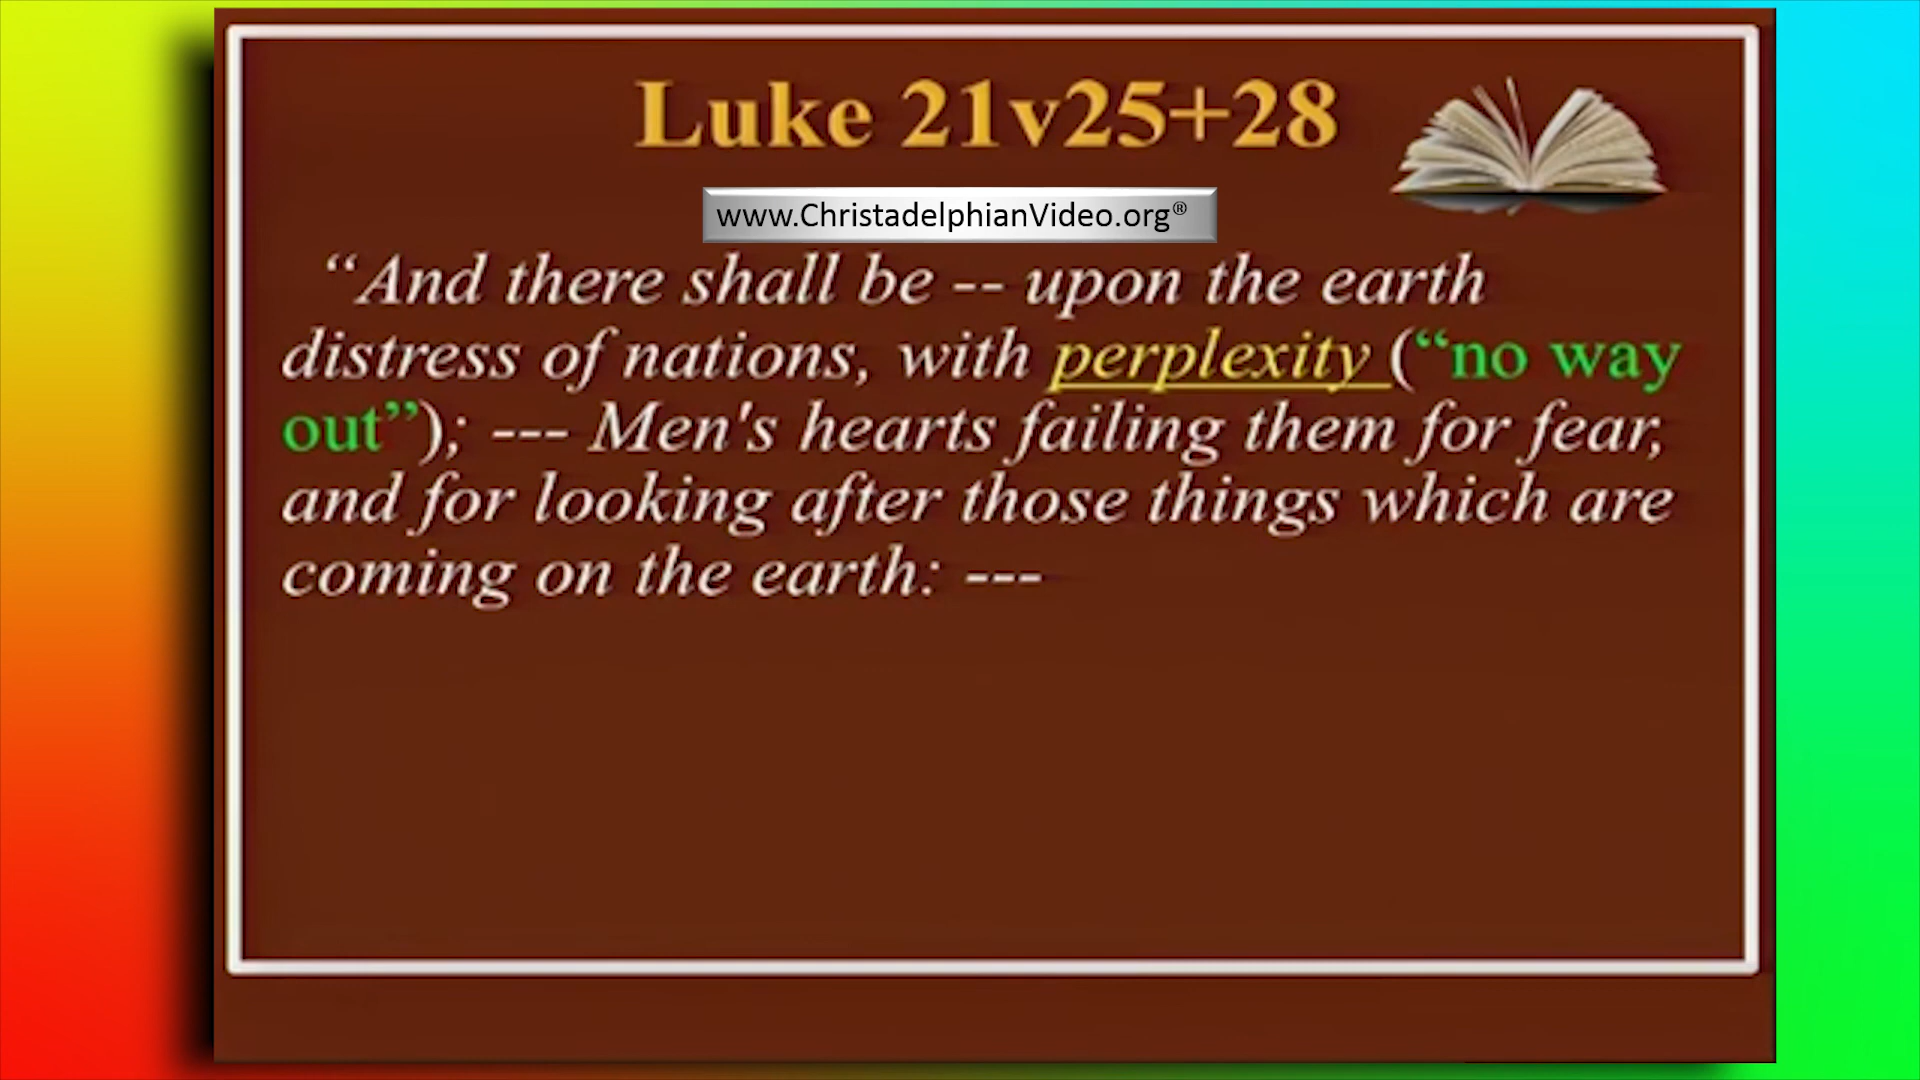 Luke 21v25+28
www.ChristadelphianVideo.org®
“And there shall be -- upon the earth
distress of nations, with perplexity (“no way
out”); --- Men's hearts failing them for fear,
and for looking after those things which are
coming on the earth: ---